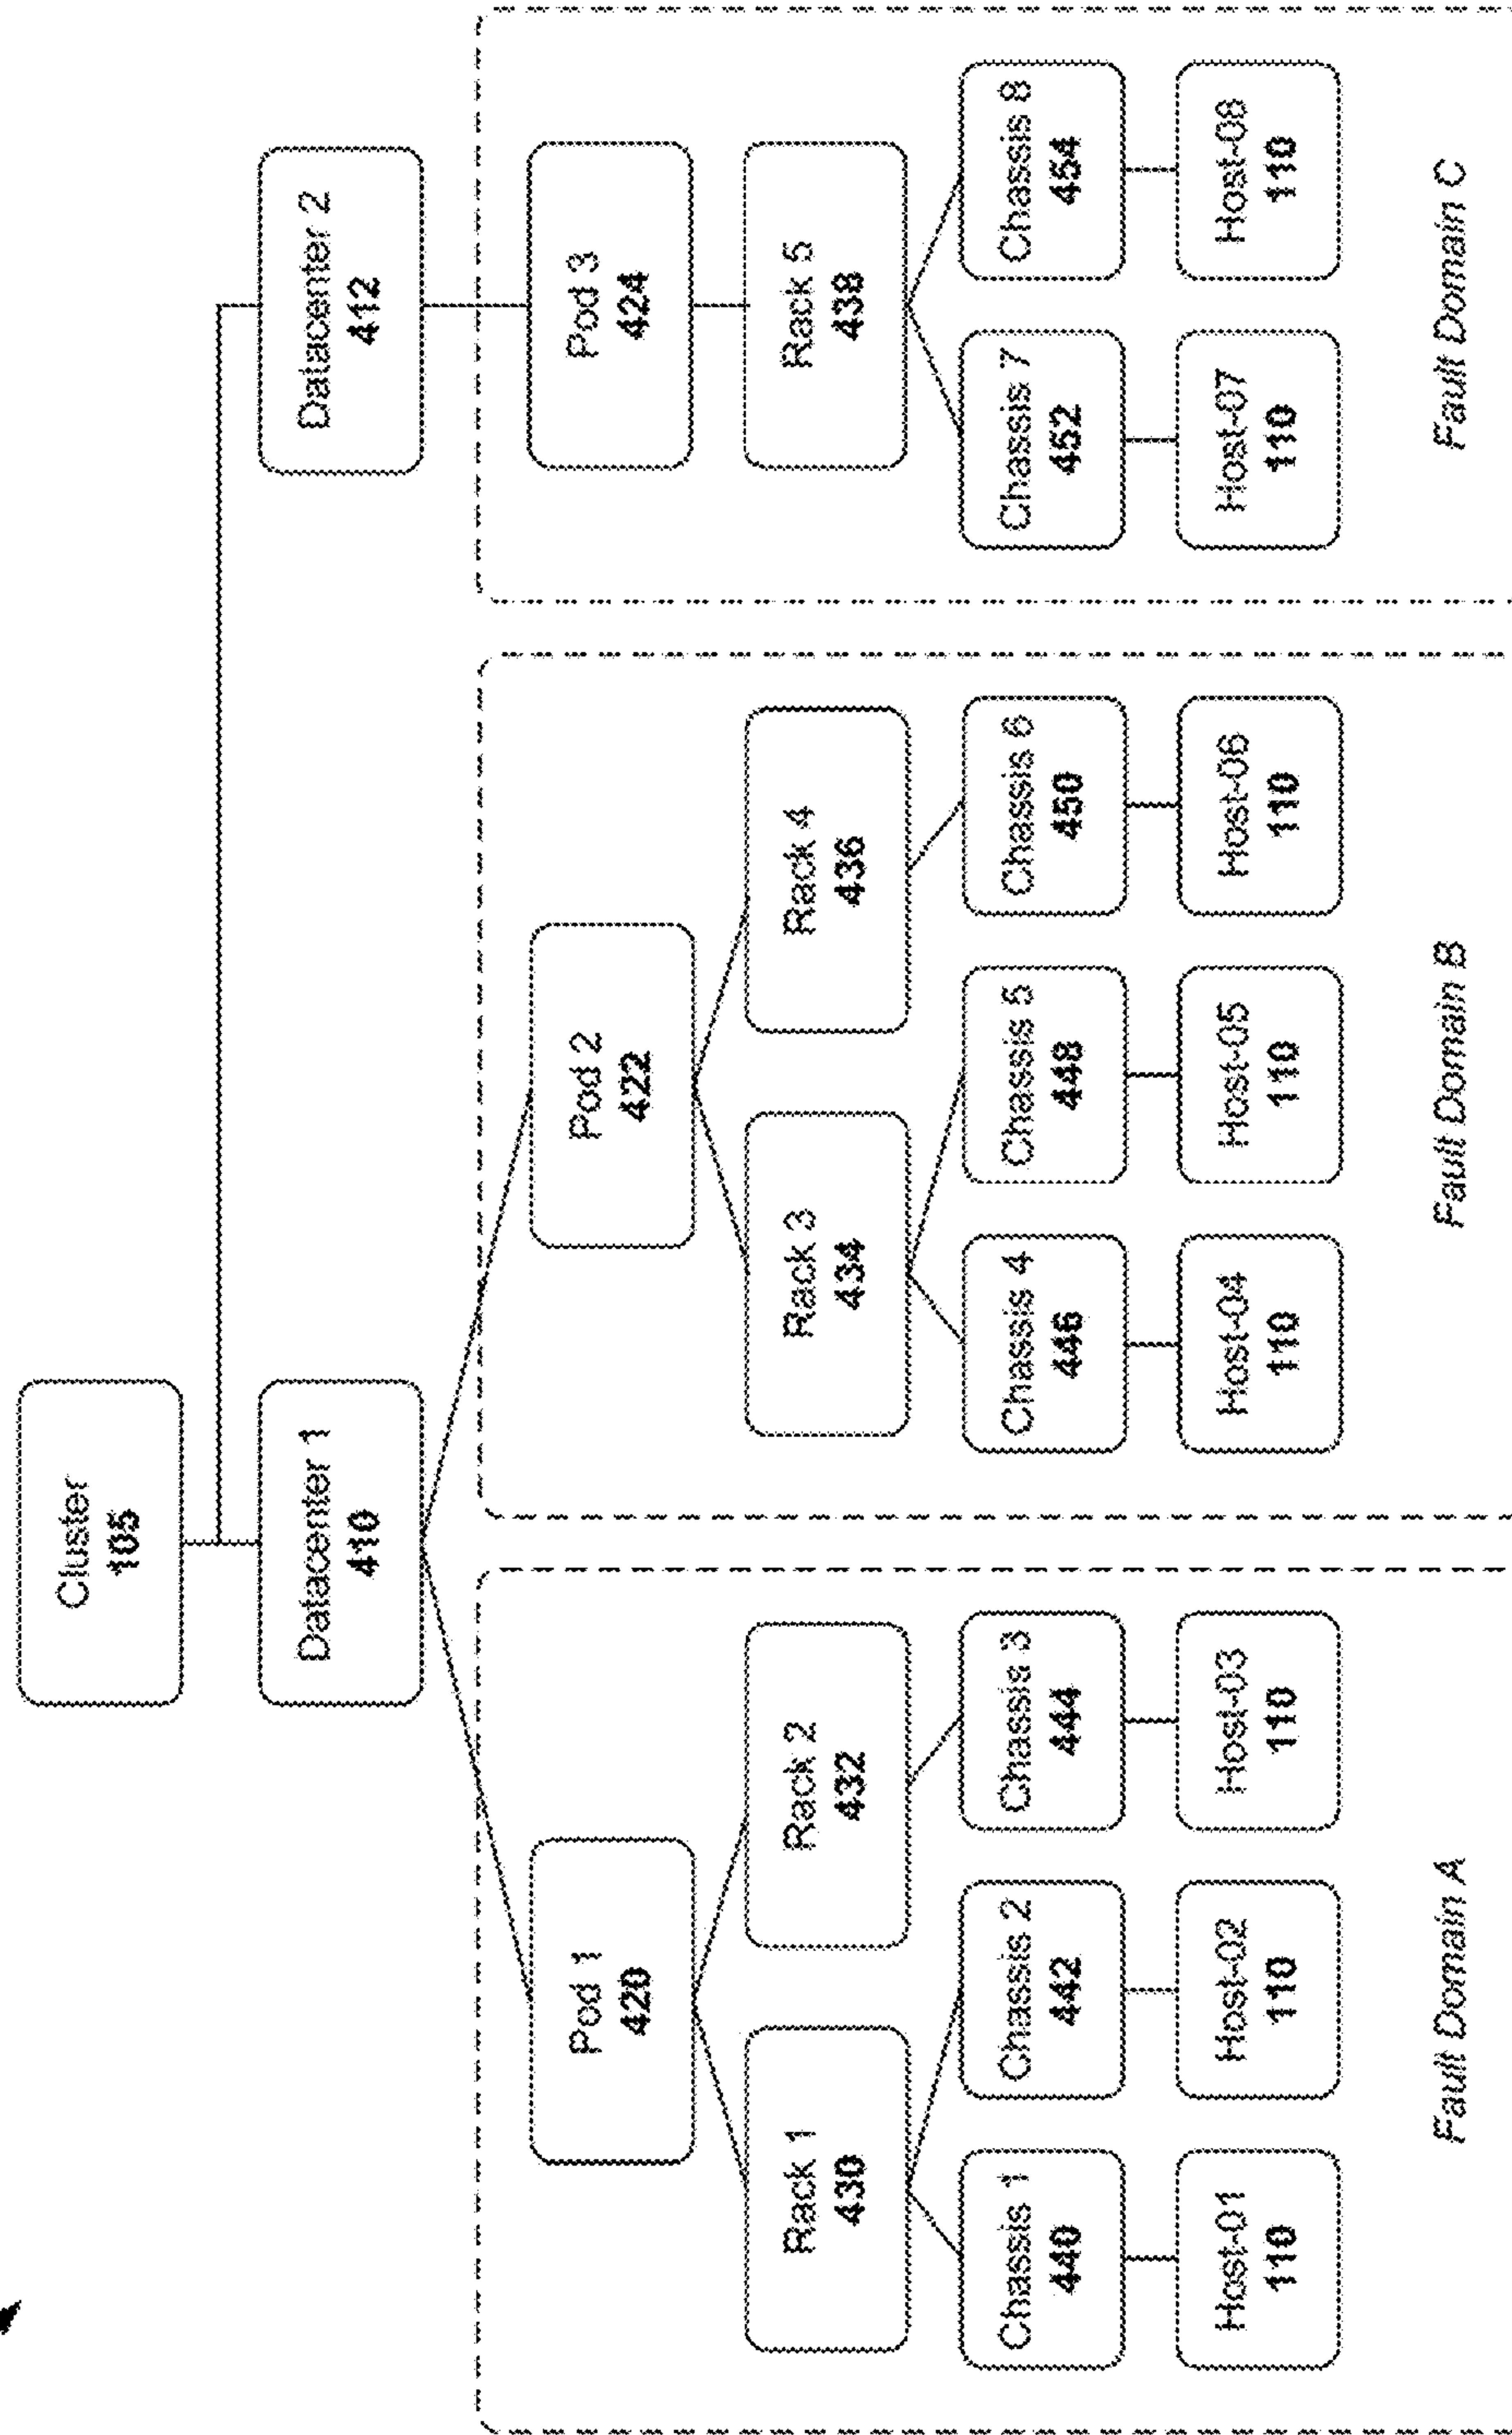 Cluster
105
Datacenter 1
410
Datacenter 2
412
Pod 1
420
Pod 2
422
Pod 3
424
Rack 1
430
Rack 2
432
Rack 3
434
Rack 4
436
Rack 5
438
Chassis 1
440
Chassis 2
442
Chassis 3
444
Chassis 4
446
Chassis 5
448
Chassis 6
450
Chassis 7
452
Chassis 8
454
Host-01
110
Host-02
110
Host-03
110
Host-04
110
Host-05
110
Host-06
110
Host-07
110
Host-08
110
Fault Domain A
Fault Domain B
Fault Domain C